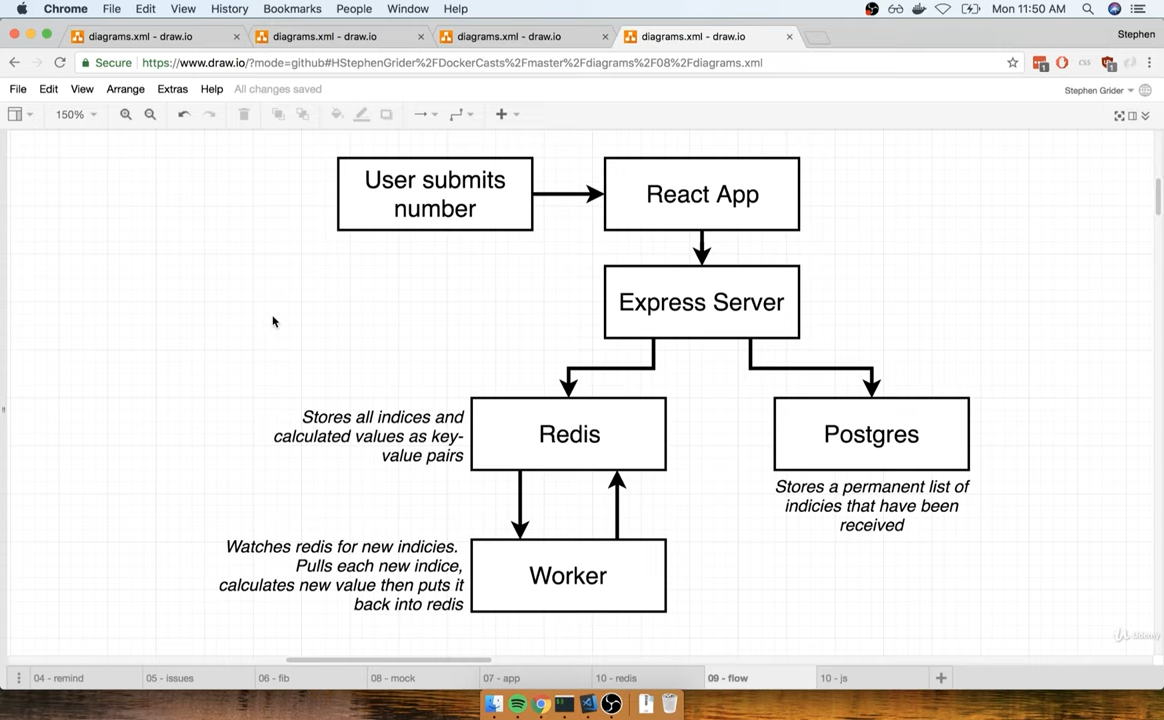 Chrome File Edit View History Bookmarks People Window Help Mon 11:50 AM
diagrams.xml - draw.io diagrams.xml - draw.io diagrams.xml - draw.io diagrams.xml - draw.io Stephen
Secure https://www.draw.io/?mode=github#HStephenGrider%2FDockerCasts%2Fmaster%2Fdiagrams%2F08%2Fdiagrams.xml
File Edit View Arrange Extras Help All changes saved Stephen Grider
150%
User submits
number
React App
Express Server
Stores all indices and
calculated values as key-
value pairs
Redis
Postgres
Stores a permanent list of
indicies that have been
received
Watches redis for new indicies.
Pulls each new indice,
calculates new value then puts it
back into redis
Worker
Udemy
04 - remind 05 - issues 06 - fib 08 - mock 07 - app 10 - redis 09 - flow 10 - js